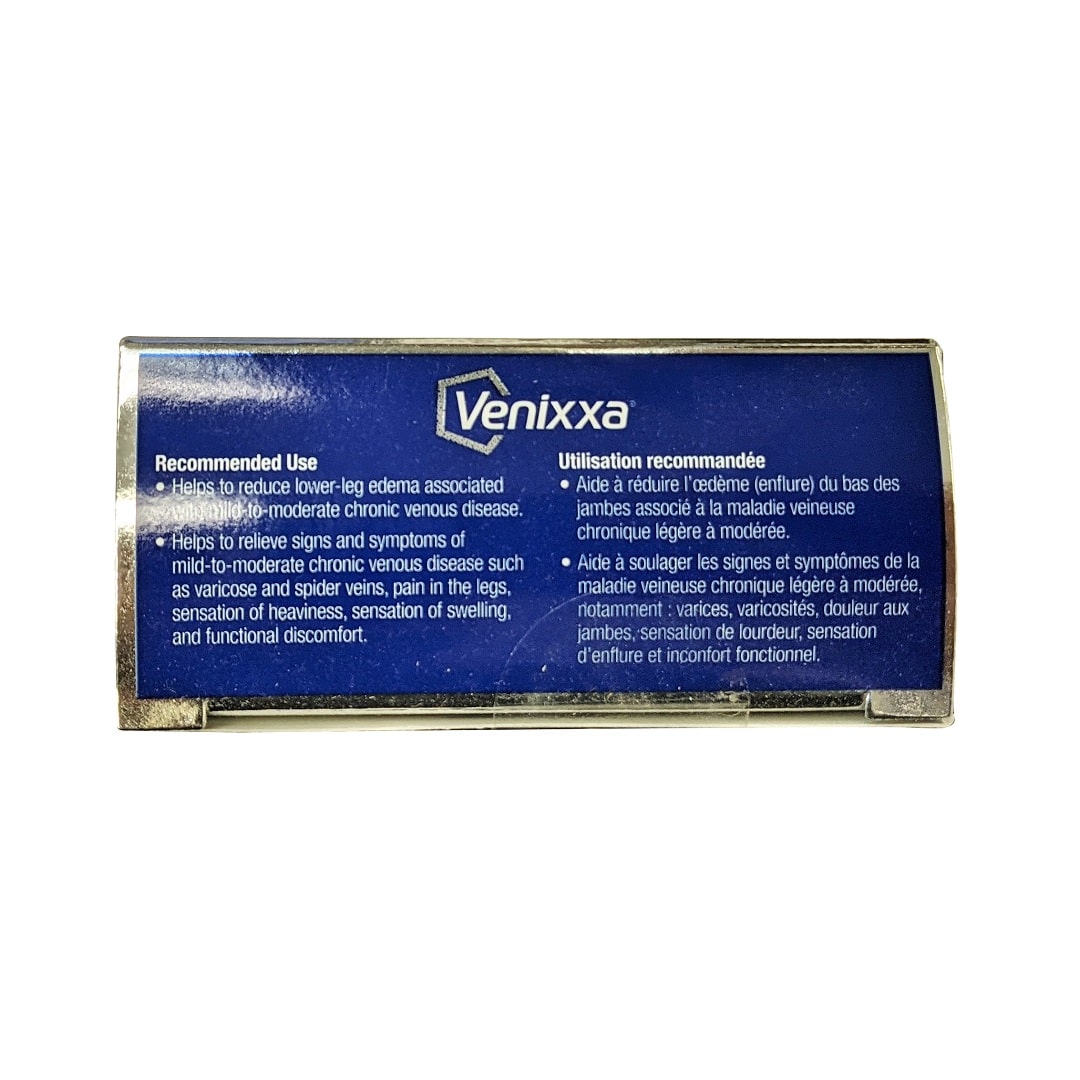 Venixxa®
Recommended Use
• Helps to reduce lower-leg edema associated
with mild-to-moderate chronic venous disease.
• Helps to relieve signs and symptoms of
mild-to-moderate chronic venous disease such
as varicose and spider veins, pain in the legs,
sensation of heaviness, sensation of swelling,
and functional discomfort.
Utilisation recommandée
• Aide à réduire l'œdème (enflure) du bas des
jambes associé à la maladie veineuse
chronique légère à modérée.
• Aide à soulager les signes et symptômes de la
maladie veineuse chronique légère à modérée,
notamment : varices, varicosités, douleur aux
jambes, sensation de lourdeur, sensation
d'enflure et inconfort fonctionnel.